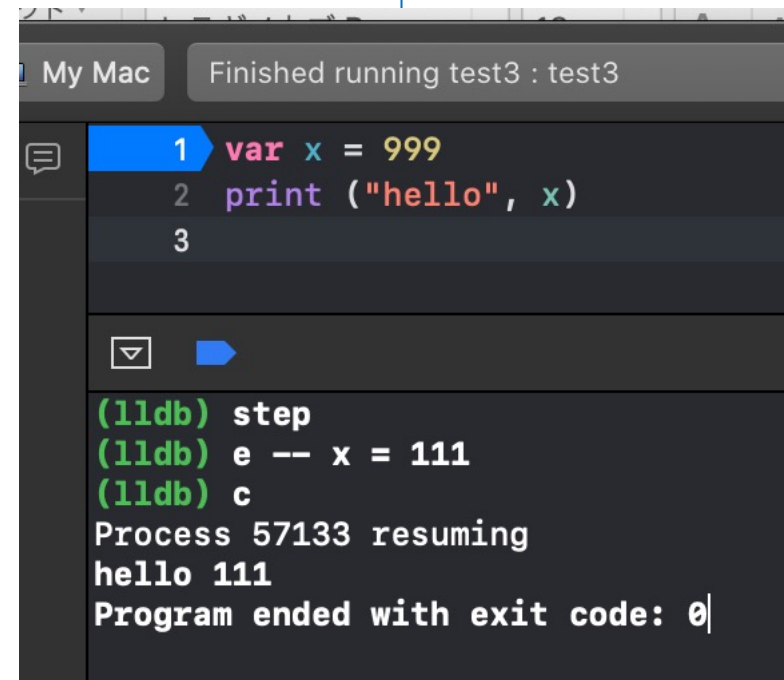 My Mac Finished running test3 : test3
1 var x = 999
2 print ("hello", x)
3
(lldb) step
(lldb) e -- x = 111
(lldb) c
Process 57133 resuming
hello 111
Program ended with exit code: 0